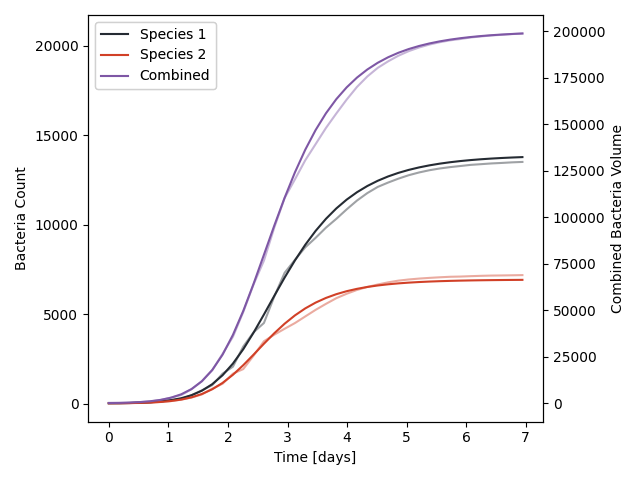 Species 1
Species 2
Combined
20000
15000
10000
5000
0
Bacteria Count
200000
175000
150000
125000
100000
75000
50000
25000
0
Combined Bacteria Volume
0 1 2 3 4 5 6 7
Time [days]